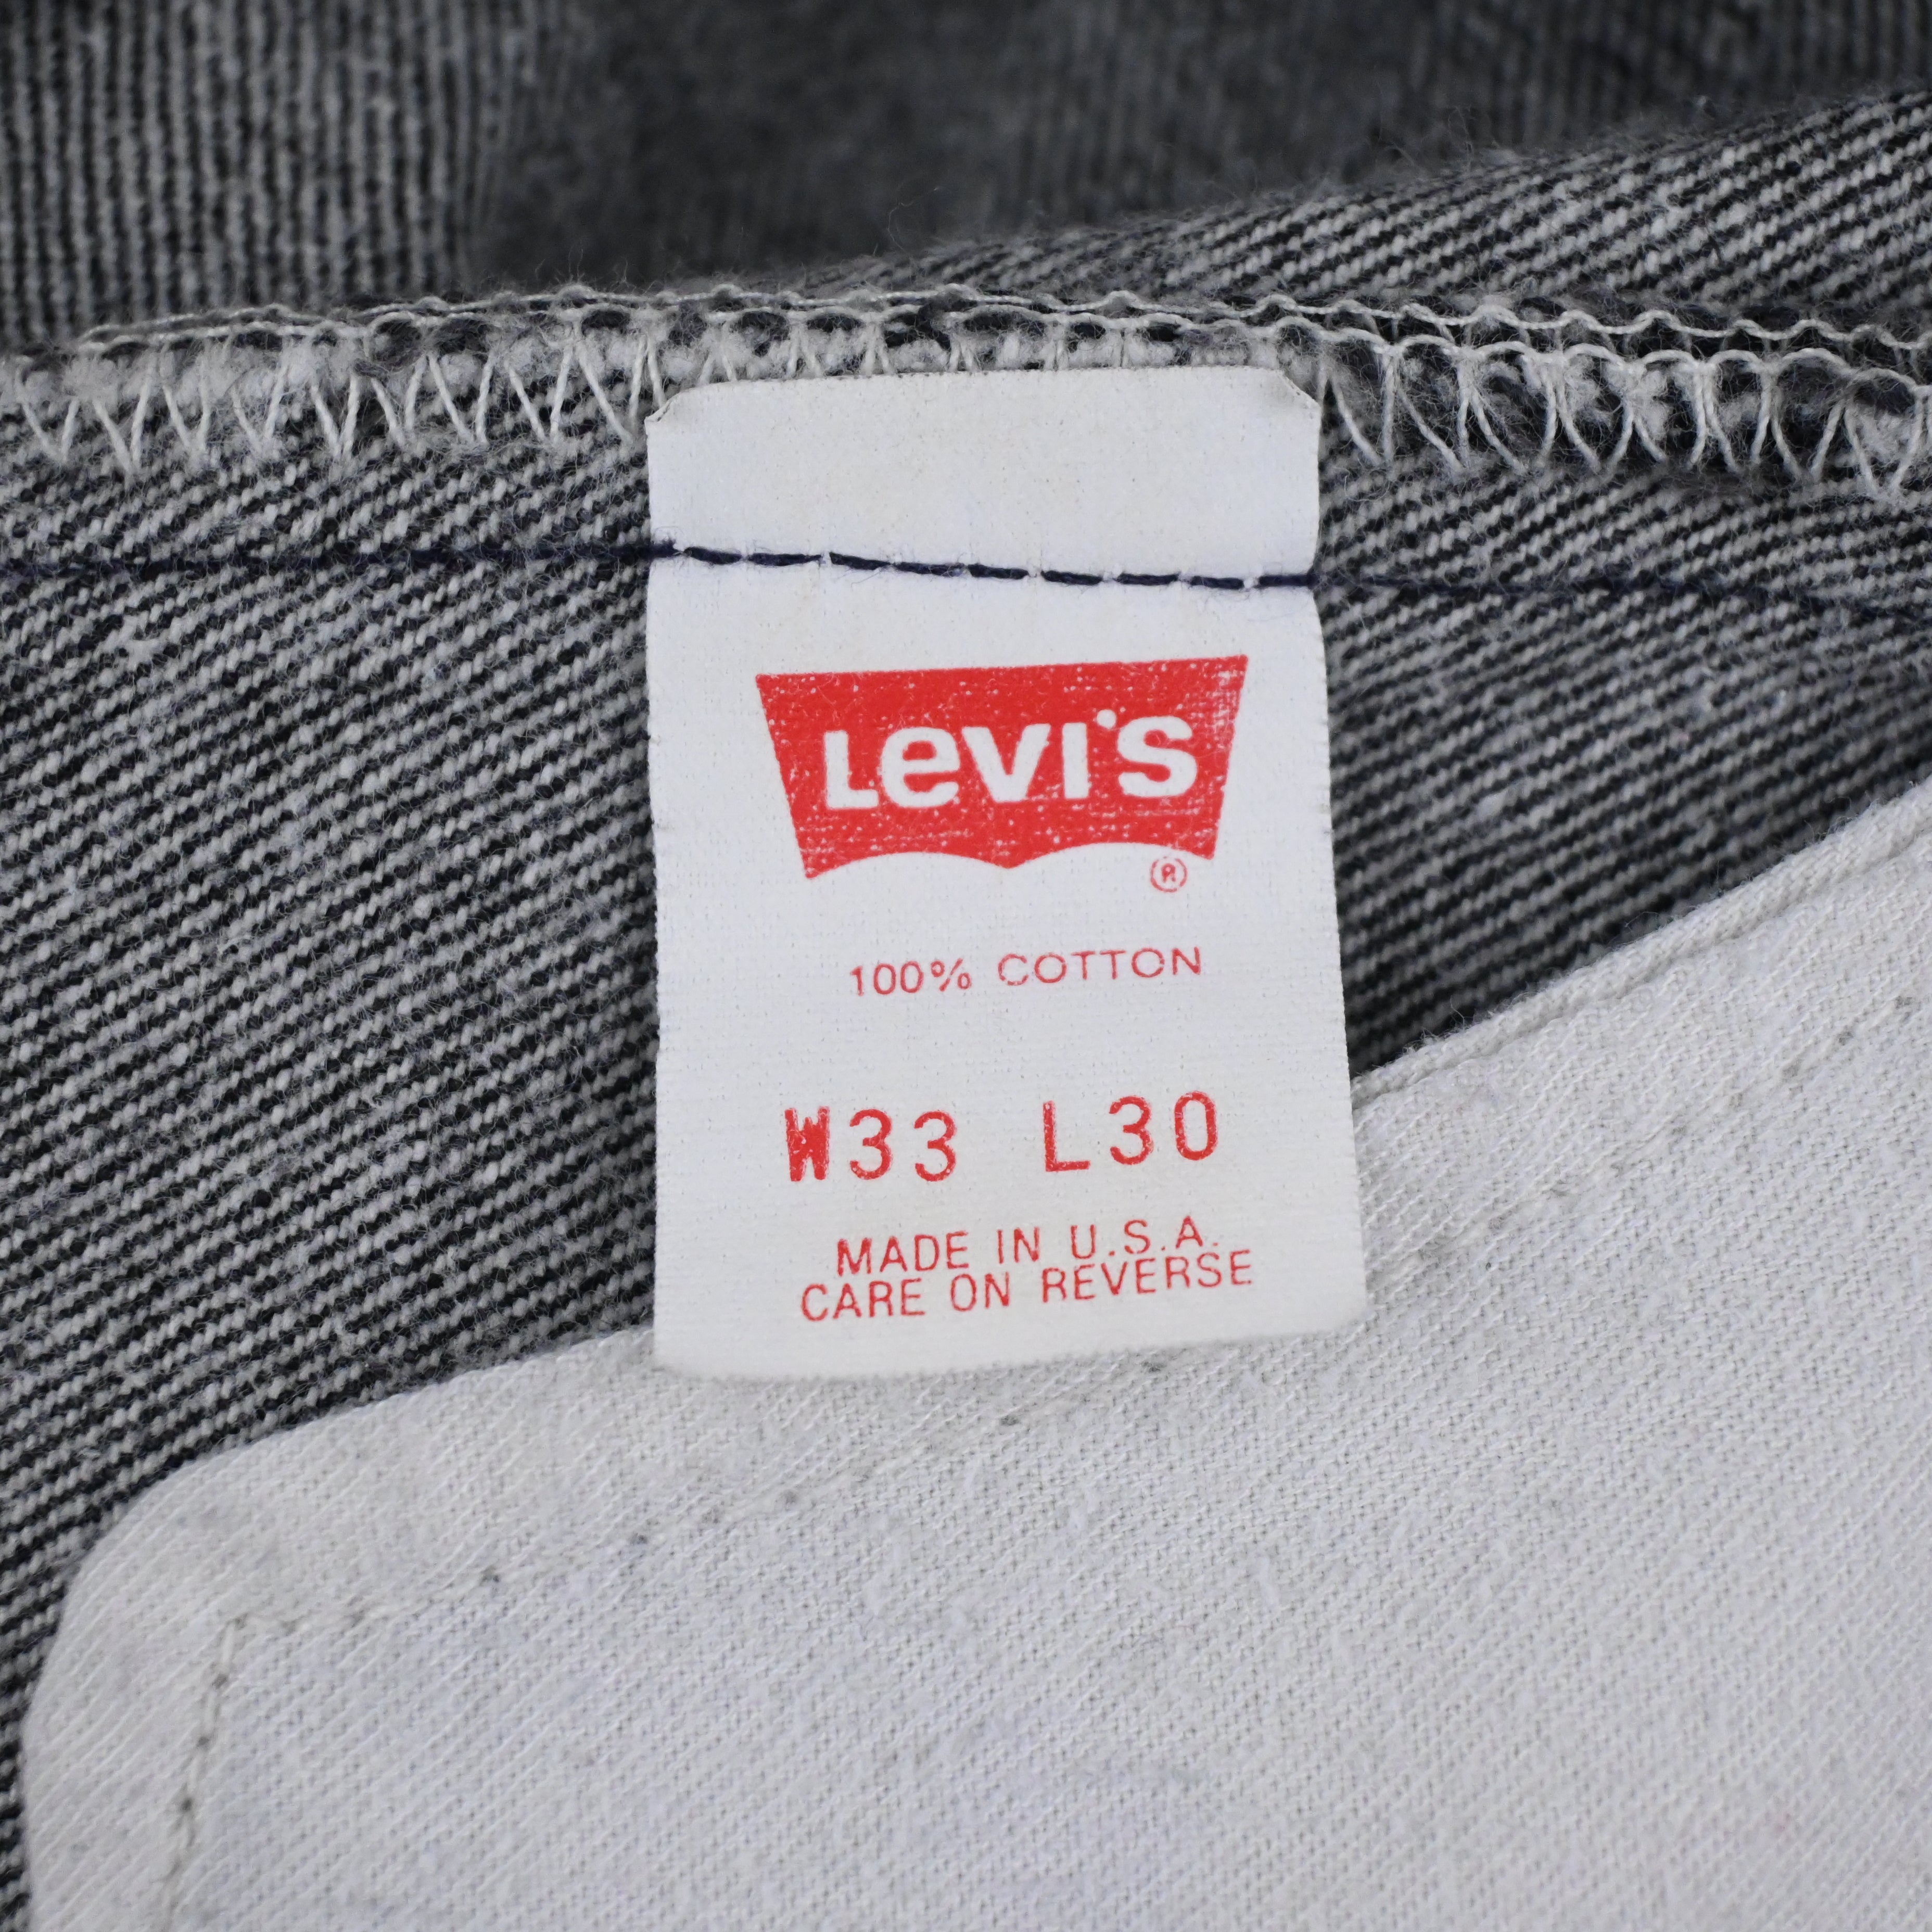 Levi's
®
100% COTTON
W33 L30
MADE IN U.S.A.
CARE ON REVERSE